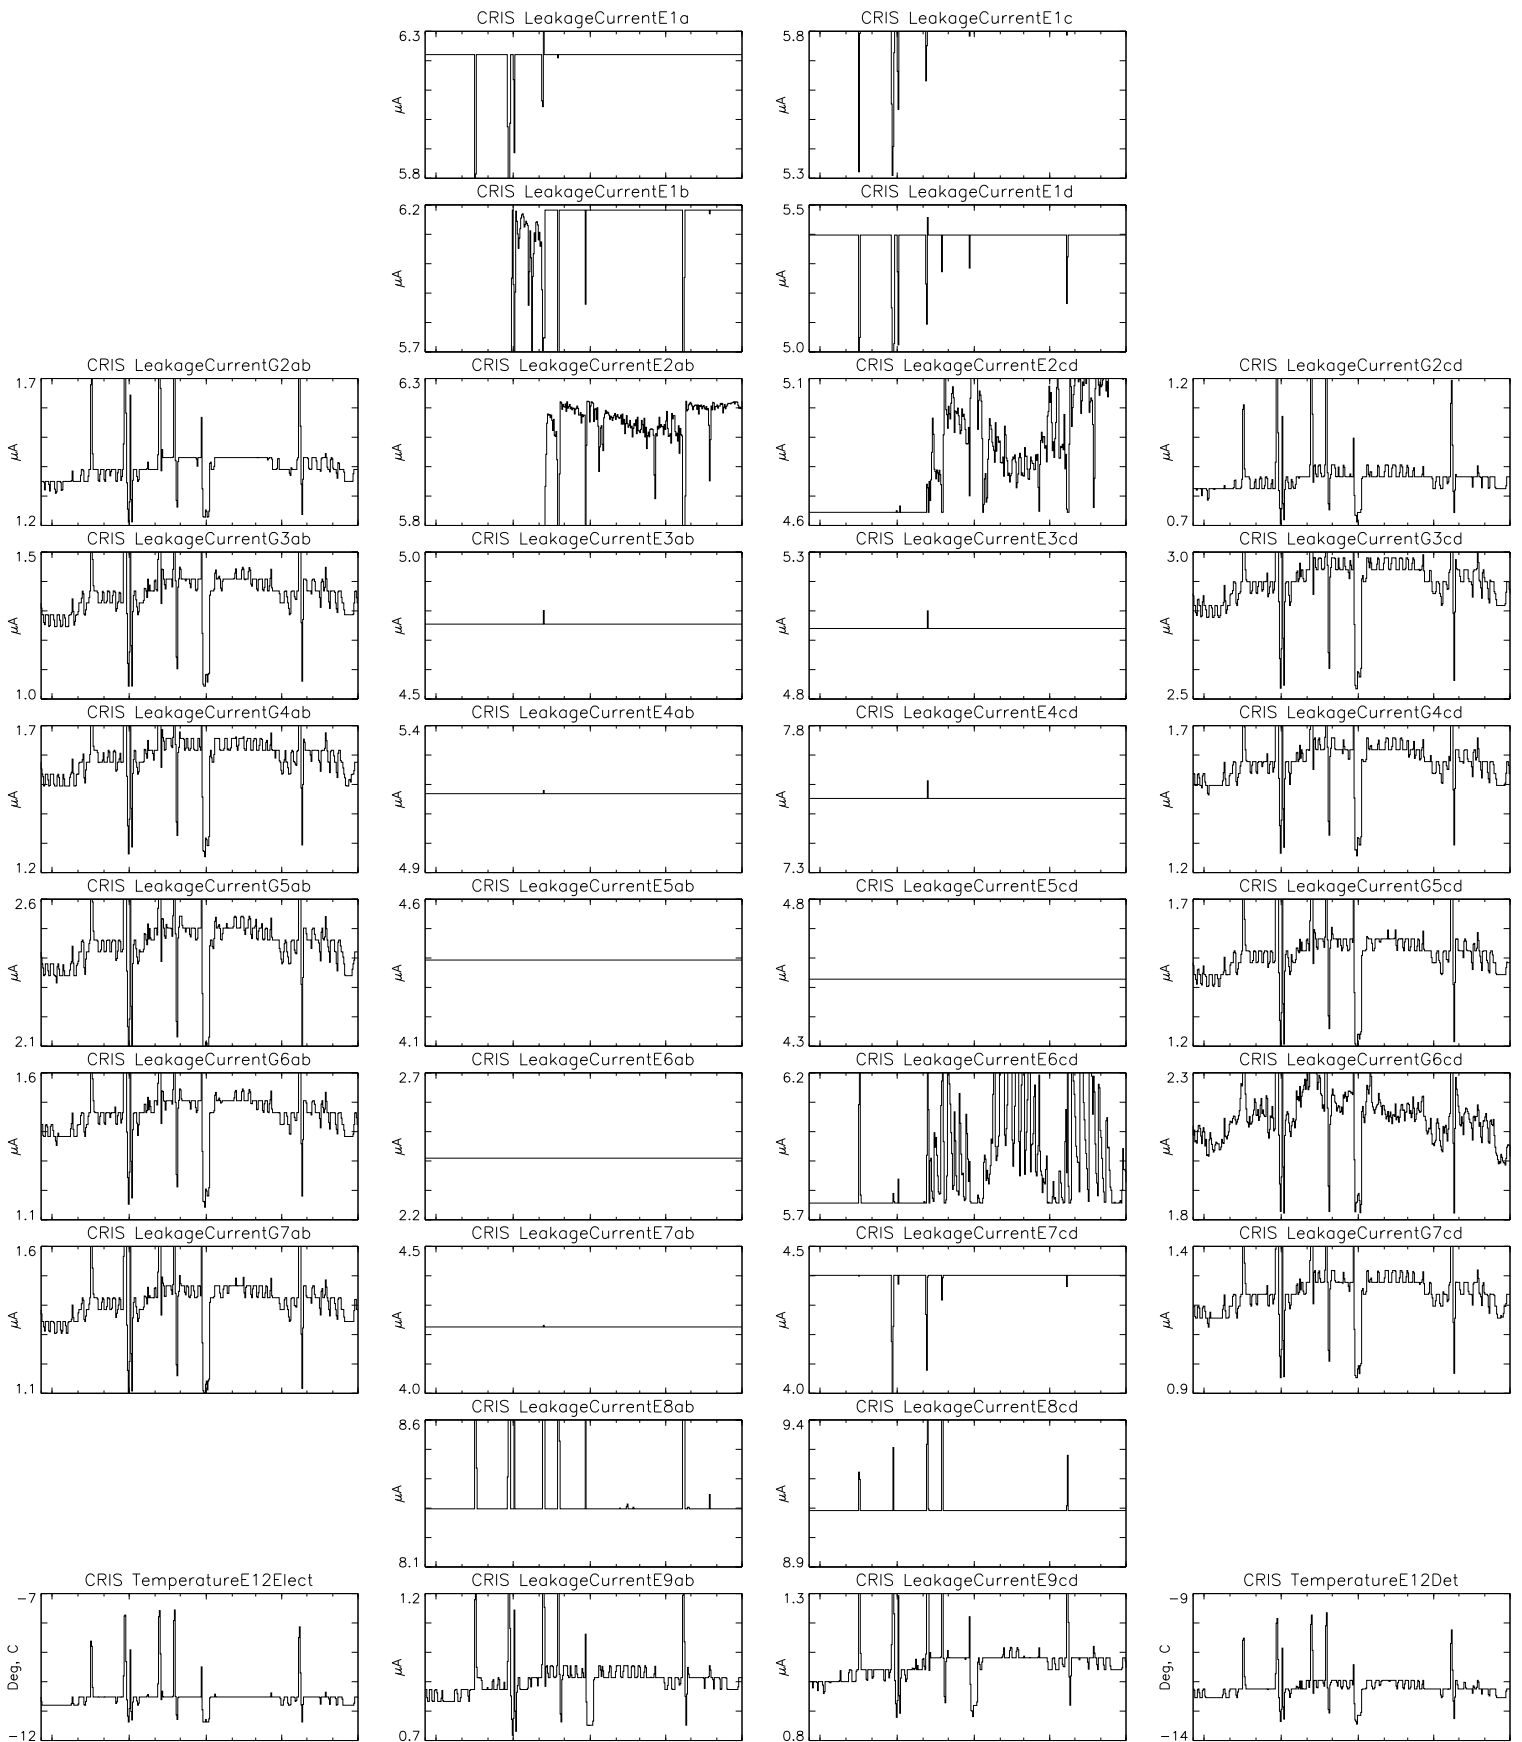 CRIS LeakageCurrentE1a
6.3
μA
5.8
CRIS LeakageCurrentE1c
5.8
μA
5.3
CRIS LeakageCurrentE1b
6.2
μA
5.7
CRIS LeakageCurrentE1d
5.5
μA
5.0
CRIS LeakageCurrentG2ab
1.7
μA
1.2
CRIS LeakageCurrentE2ab
6.3
μA
5.8
CRIS LeakageCurrentE2cd
5.1
μA
4.6
CRIS LeakageCurrentG2cd
1.2
μA
0.7
CRIS LeakageCurrentG3ab
1.5
μA
1.0
CRIS LeakageCurrentE3ab
5.0
μA
4.5
CRIS LeakageCurrentE3cd
5.3
μA
4.8
CRIS LeakageCurrentG3cd
3.0
μA
2.5
CRIS LeakageCurrentG4ab
1.7
μA
1.2
CRIS LeakageCurrentE4ab
5.4
μA
4.9
CRIS LeakageCurrentE4cd
7.8
μA
7.3
CRIS LeakageCurrentG4cd
1.7
μA
1.2
CRIS LeakageCurrentG5ab
2.6
μA
2.1
CRIS LeakageCurrentE5ab
4.6
μA
4.1
CRIS LeakageCurrentE5cd
4.8
μA
4.3
CRIS LeakageCurrentG5cd
1.7
μA
1.2
CRIS LeakageCurrentG6ab
1.6
μA
1.1
CRIS LeakageCurrentE6ab
2.7
μA
2.2
CRIS LeakageCurrentE6cd
6.2
μA
5.7
CRIS LeakageCurrentG6cd
2.3
μA
1.8
CRIS LeakageCurrentG7ab
1.6
μA
1.1
CRIS LeakageCurrentE7ab
4.5
μA
4.0
CRIS LeakageCurrentE7cd
4.5
μA
4.0
CRIS LeakageCurrentG7cd
1.4
μA
0.9
CRIS LeakageCurrentE8ab
8.6
μA
8.1
CRIS LeakageCurrentE8cd
9.4
μA
8.9
CRIS TemperatureE12Elect
-7
Deg, C
-12
CRIS LeakageCurrentE9ab
1.2
μA
0.7
CRIS LeakageCurrentE9cd
1.3
μA
0.8
CRIS TemperatureE12Det
-9
Deg, C
-14